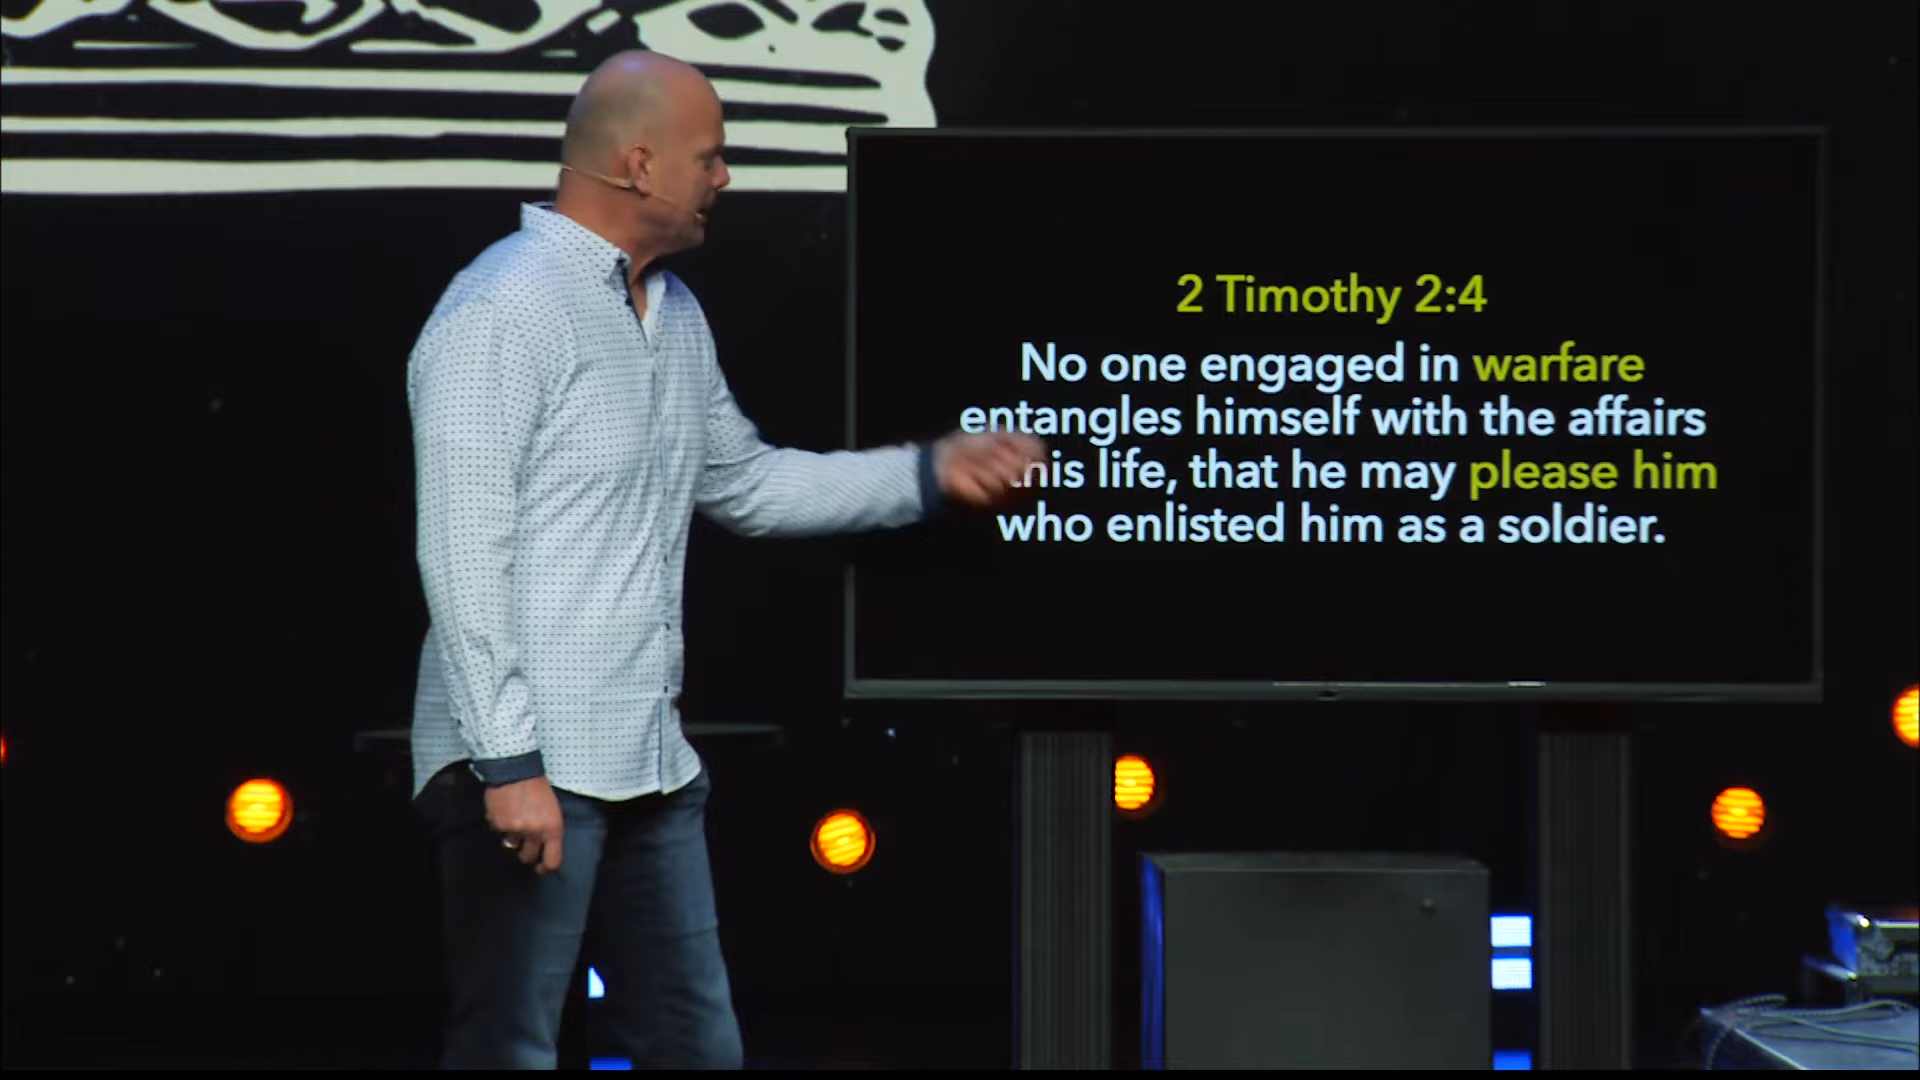 2 Timothy 2:4
No one engaged in warfare
entangles himself with the affairs
this life, that he may please him
who enlisted him as a soldier.